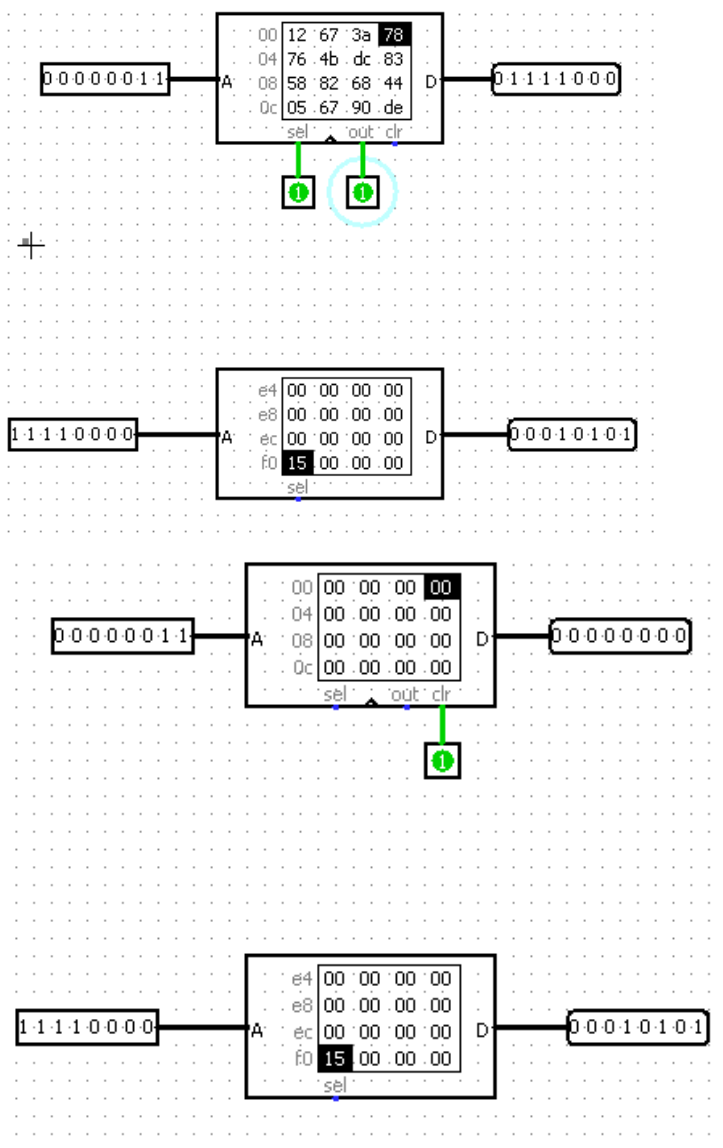 00 12 67 3a 78
04 76 4b dc 83
0 0 0 0 0 0 1 1 A 08 58 82 68 44 D 0 1 1 1 1 0 0 0
0c 05 67 90 de
sel out clr
1 1
e4 00 00 00 00
e8 00 00 00 00
1 1 1 1 0 0 0 0 A ec 00 00 00 00 D 0 0 0 1 0 1 0 1
f0 15 00 00 00
sel
00 00 00 00 00
04 00 00 00 00
0 0 0 0 0 0 1 1 A 08 00 00 00 00 D 0 0 0 0 0 0 0 0
0c 00 00 00 00
sel out clr
1
e4 00 00 00 00
e8 00 00 00 00
1 1 1 1 0 0 0 0 A ec 00 00 00 00 D 0 0 0 1 0 1 0 1
f0 15 00 00 00
sel